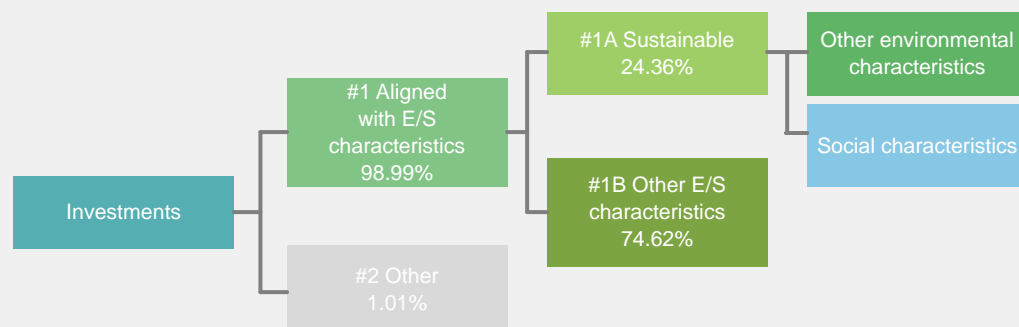 Investments
#1 Aligned
with E/S
characteristics
98.99%
#2 Other
1.01%
#1A Sustainable
24.36%
#1B Other E/S
characteristics
74.62%
Other environmental
characteristics
Social characteristics